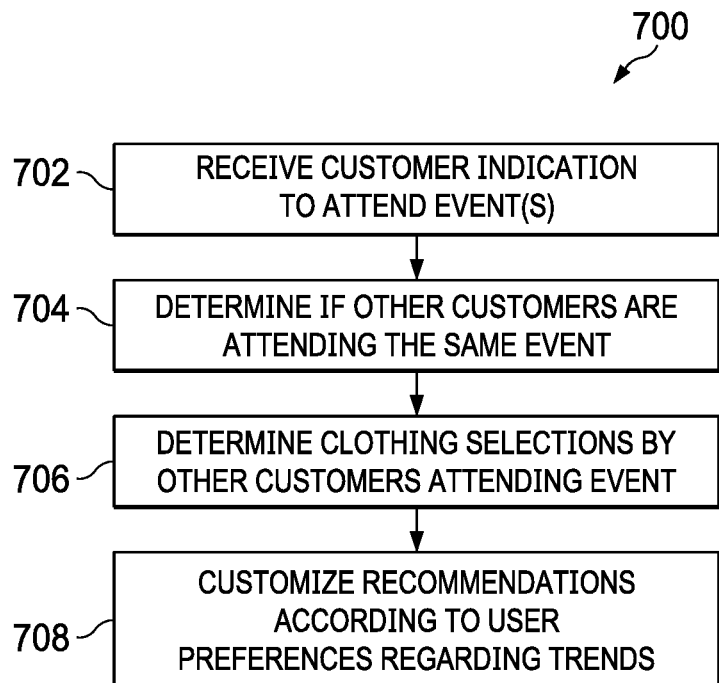 700
702
RECEIVE CUSTOMER INDICATION
TO ATTEND EVENT(S)
704
DETERMINE IF OTHER CUSTOMERS ARE
ATTENDING THE SAME EVENT
706
DETERMINE CLOTHING SELECTIONS BY
OTHER CUSTOMERS ATTENDING EVENT
708
CUSTOMIZE RECOMMENDATIONS
ACCORDING TO USER
PREFERENCES REGARDING TRENDS